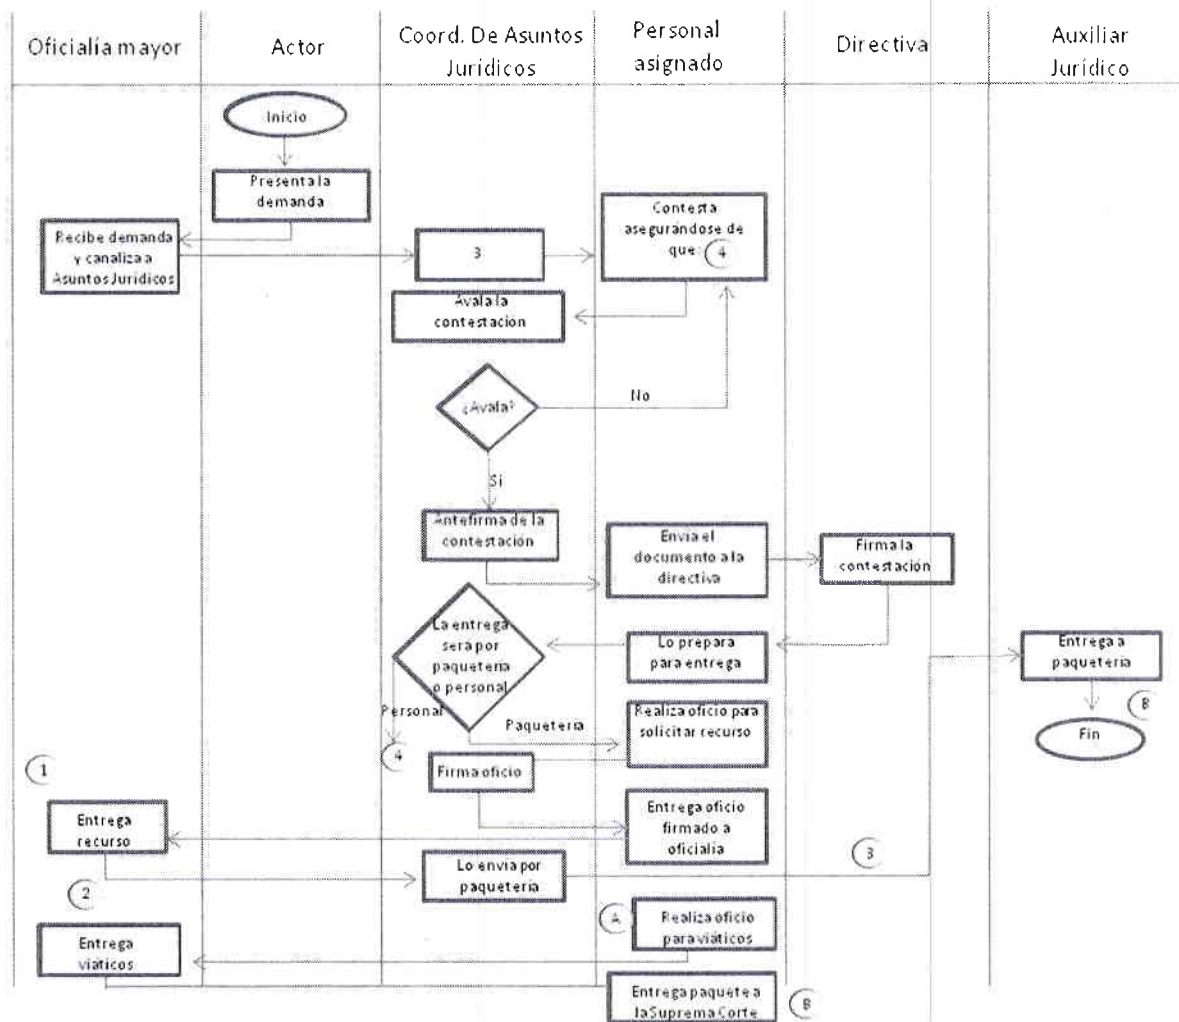 Oficialía mayor
Actor
Coord. De Asuntos
Jurídicos
Personal
asignado
Directiva
Auxiliar
Jurídico
Inicio
Presenta la
demanda
Recibe demanda
y canaliza a
Asuntos Jurídicos
3
Contesta
asegurándose de
que: 4
Ávala la
contestación
¿Avala?
No
Si
Antefirma de la
contestación
Envía el
documento a la
directiva
Firma la
contestación
La entrega
será por
paquetería
o personal
Lo prepara
para entrega
Entrega a
paquetería
Personal
Paquetería
Realiza oficio para
solicitar recurso
B
Fin
4
1
Firma oficio
Entrega
recurso
Entrega oficio
firmado a
oficialía
2
Lo envía por
paquetería
3
A
Realiza oficio
para viáticos
Entrega
viáticos
Entrega paquete a
la Suprema Corte
B